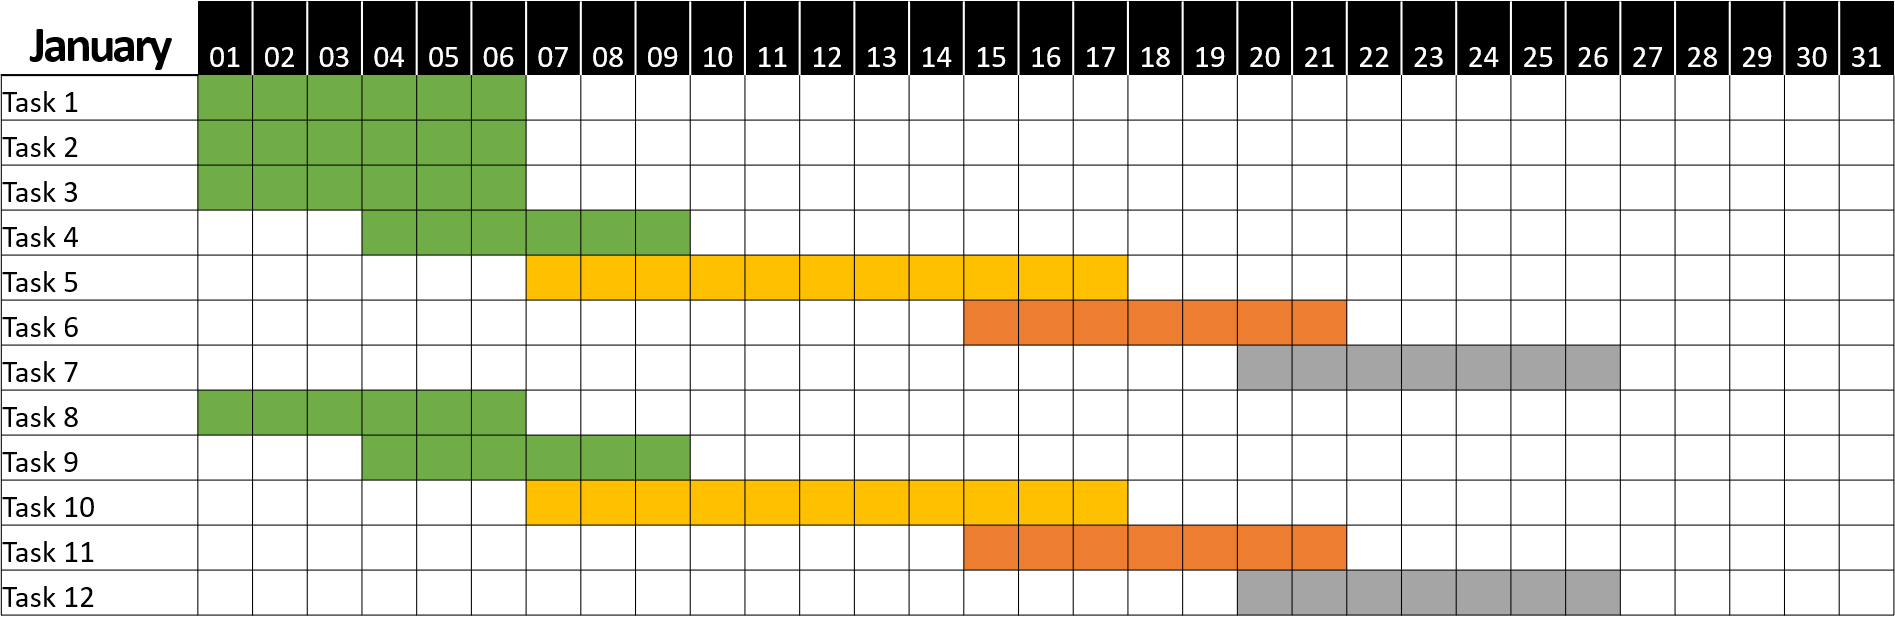 January 01 02 03 04 05 06 07 08 09 10 11 12 13 14 15 16 17 18 19 20 21 22 23 24 25 26 27 28 29 30 31
Task 1
Task 2
Task 3
Task 4
Task 5
Task 6
Task 7
Task 8
Task 9
Task 10
Task 11
Task 12